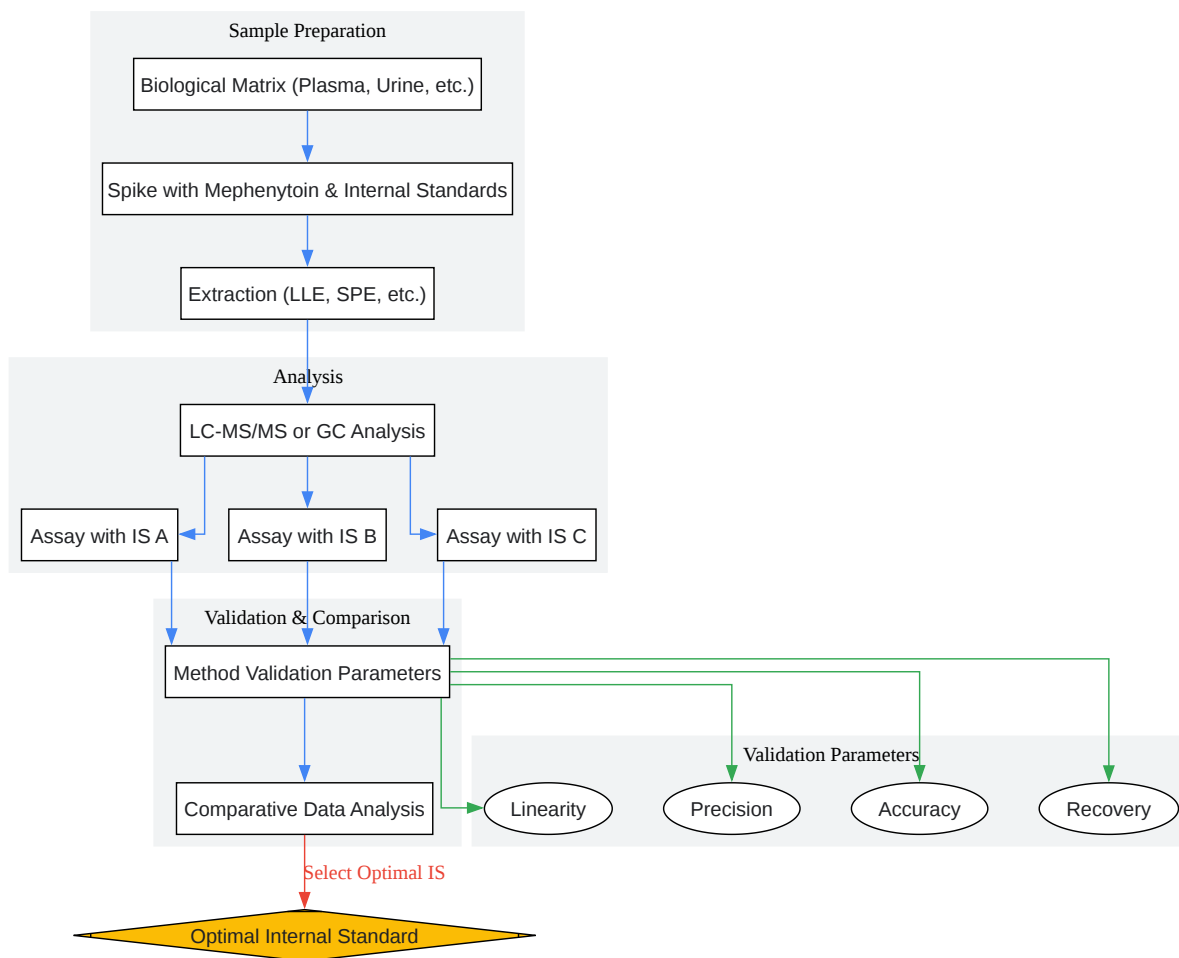 Sample Preparation
Biological Matrix (Plasma, Urine, etc.)
Spike with Mephenytoin & Internal Standards
Extraction (LLE, SPE, etc.)
Analysis
LC-MS/MS or GC Analysis
Assay with IS A
Assay with IS B
Assay with IS C
Validation & Comparison
Method Validation Parameters
Validation Parameters
Comparative Data Analysis
Linearity
Precision
Accuracy
Recovery
Select Optimal IS
Optimal Internal Standard